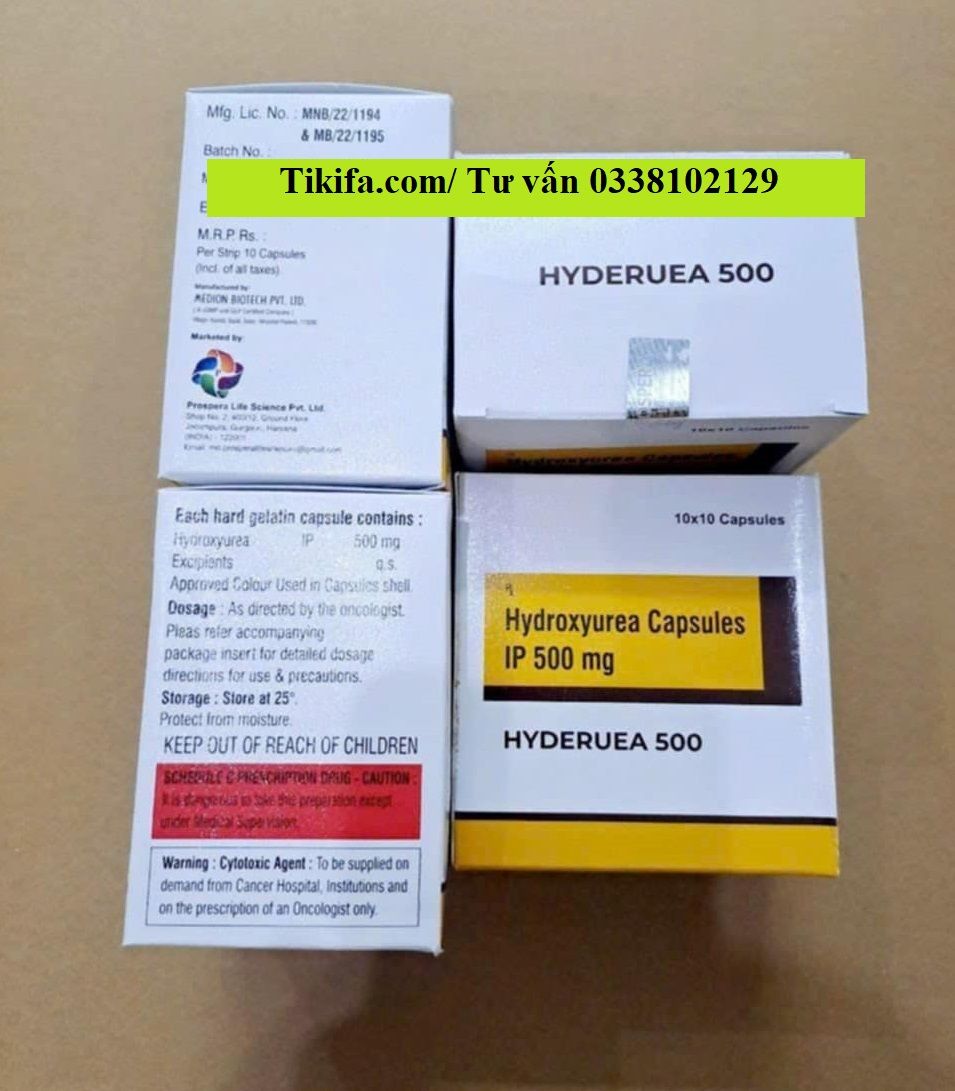 Mfg. Lic. No. : MNB/22/1194
& MB/22/1195
Batch No. :
Tikifa.com/ Tư vấn 0338102129
M.R.P. Rs. :
Per Strip 10 Capsules
(Incl. of all taxes)
Manufactured by:
MEDION BIOTECH PVT. LTD.
Marketed by:
Prospera Life Science Pvt. Ltd.
HYDERUEA 500
10x10 Capsules
Hydroxyurea Capsules
Each hard gelatin capsule contains :
Hydroxyurea IP 500 mg
Excipients q.s.
Approved Colour Used in Capsules shell.
Dosage : As directed by the oncologist.
Pleas refer accompanying
package insert for detailed dosage
directions for use & precautions.
Storage : Store at 25°.
Protect from moisture.
KEEP OUT OF REACH OF CHILDREN
PRESCRIPTION DRUG - CAUTION :
It is dangerous to take this preparation except
under Medical Supervision.
Warning : Cytotoxic Agent : To be supplied on
demand from Cancer Hospital, Institutions and
on the prescription of an Oncologist only.
10x10 Capsules
Hydroxyurea Capsules
IP 500 mg
HYDERUEA 500